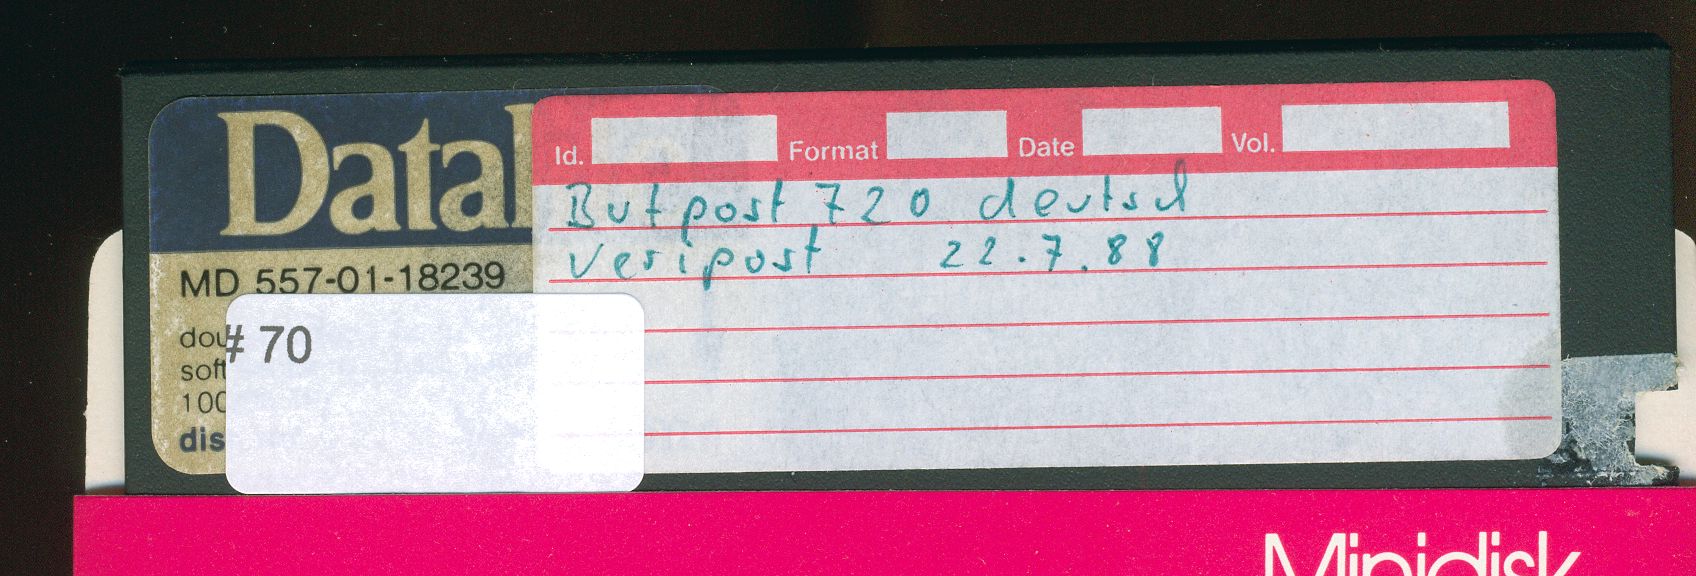 Data
Id. Format Date Vol.
Butpost 720 deutsch
Veripost 22.7.88
MD 557-01-18239
# 70
dou
soft
100
dis
Minidisk